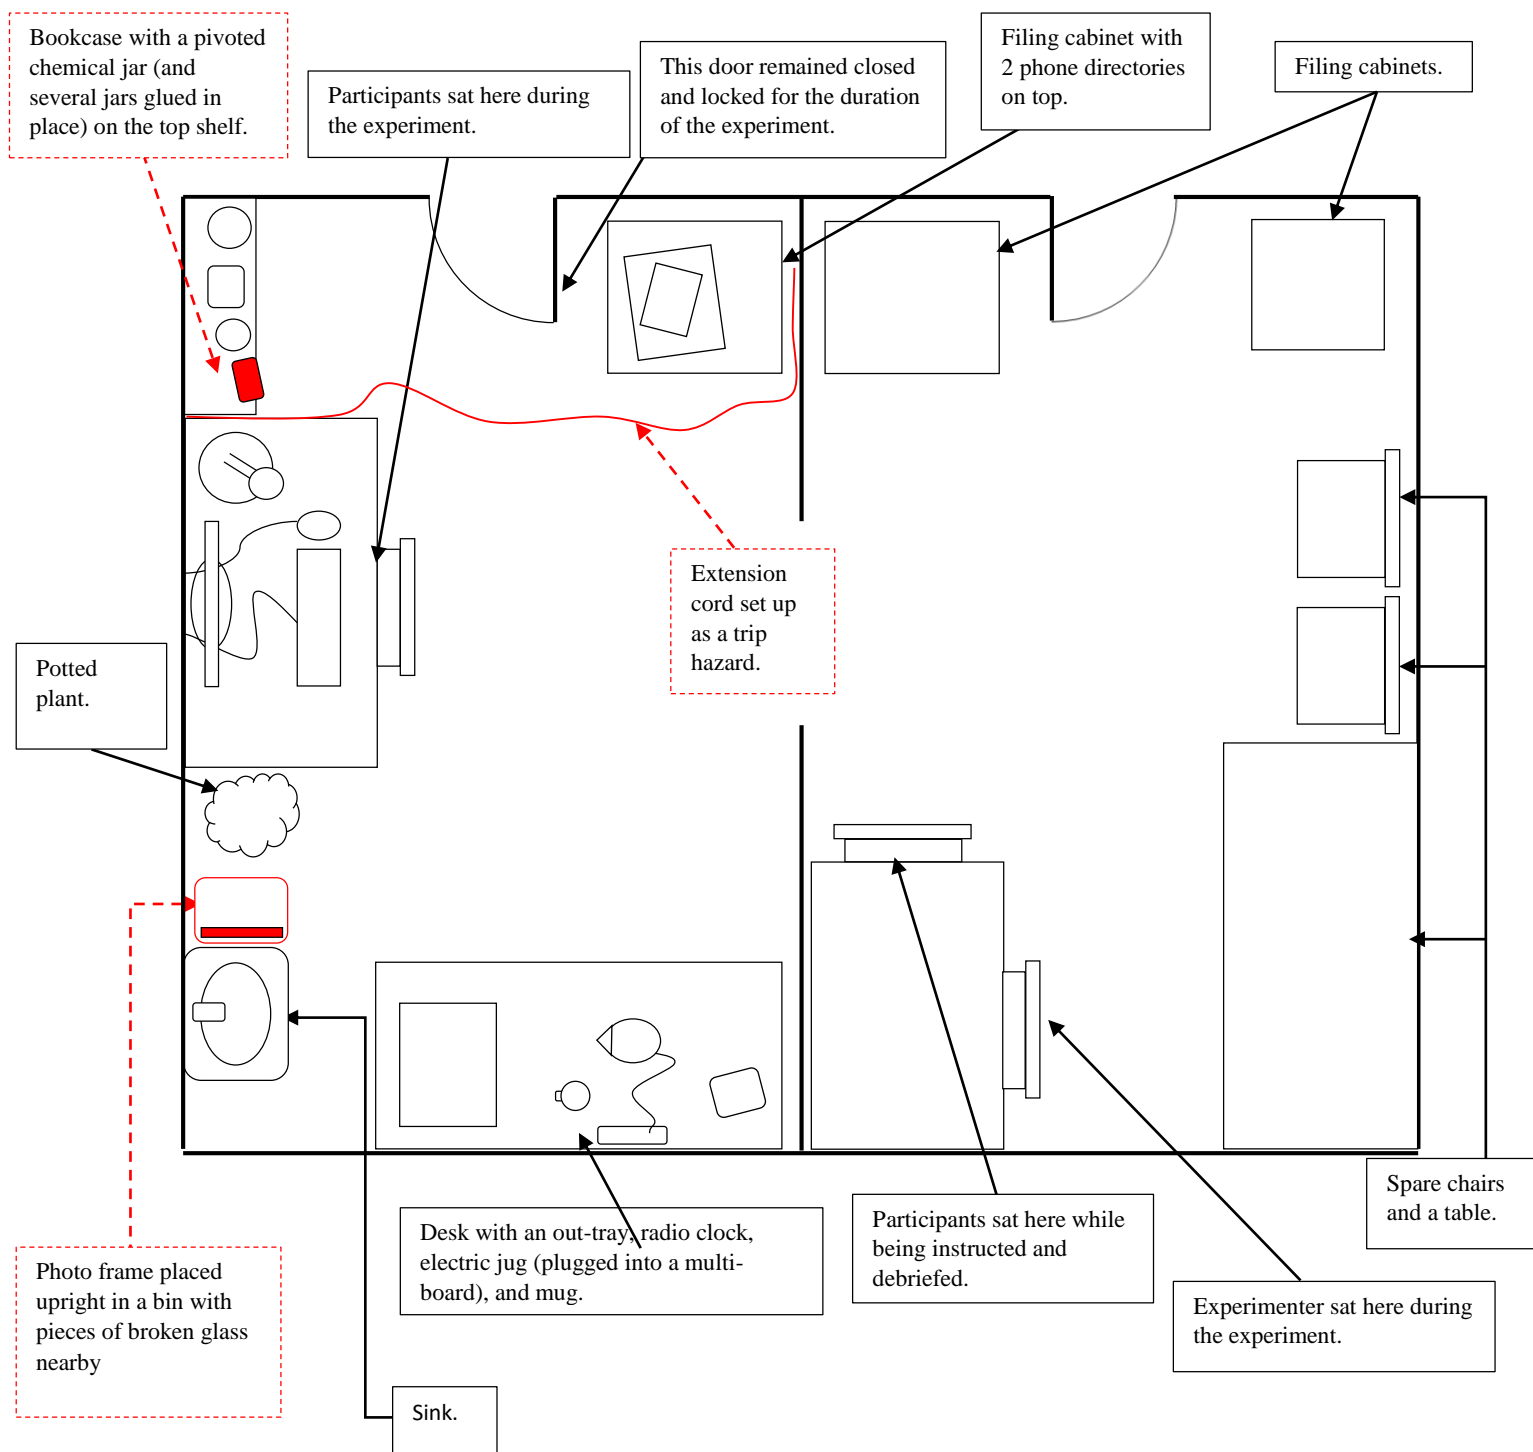 Bookcase with a pivoted
chemical jar (and
several jars glued in
place) on the top shelf.
Participants sat here during
the experiment.
This door remained closed
and locked for the duration
of the experiment.
Filing cabinet with
2 phone directories
on top.
Filing cabinets.
Extension
cord set up
as a trip
hazard.
Potted
plant.
Photo frame placed
upright in a bin with
pieces of broken glass
nearby
Sink.
Desk with an out-tray, radio clock,
electric jug (plugged into a multi-
board), and mug.
Participants sat here while
being instructed and
debriefed.
Experimenter sat here during
the experiment.
Spare chairs
and a table.